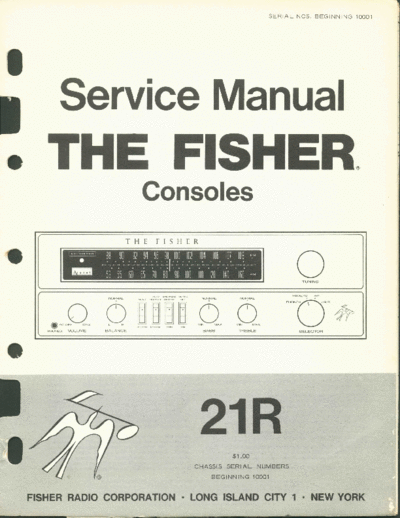 SERIAL NOS. BEGINNING 10001
Service Manual
THE FISHER®
Consoles
THE FISHER
TUNING
VOLUME
BALANCE
BASS
TREBLE
SELECTOR
21R
$1.00
CHASSIS SERIAL NUMBERS
BEGINNING 10001
®
FISHER RADIO CORPORATION · LONG ISLAND CITY 1 · NEW YORK